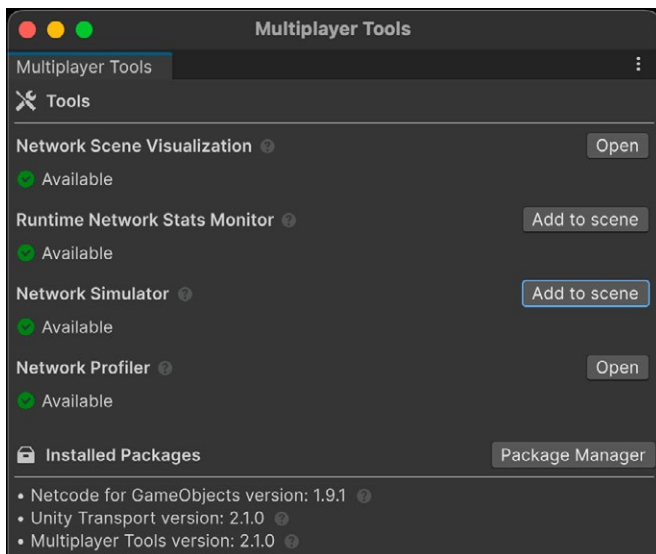 Multiplayer Tools
Multiplayer Tools
Tools
Network Scene Visualization ? Open
Available
Runtime Network Stats Monitor ? Add to scene
Available
Network Simulator ? Add to scene
Available
Network Profiler ? Open
Available
Installed Packages Package Manager
• Netcode for GameObjects version: 1.9.1 ?
• Unity Transport version: 2.1.0 ?
• Multiplayer Tools version: 2.1.0 ?